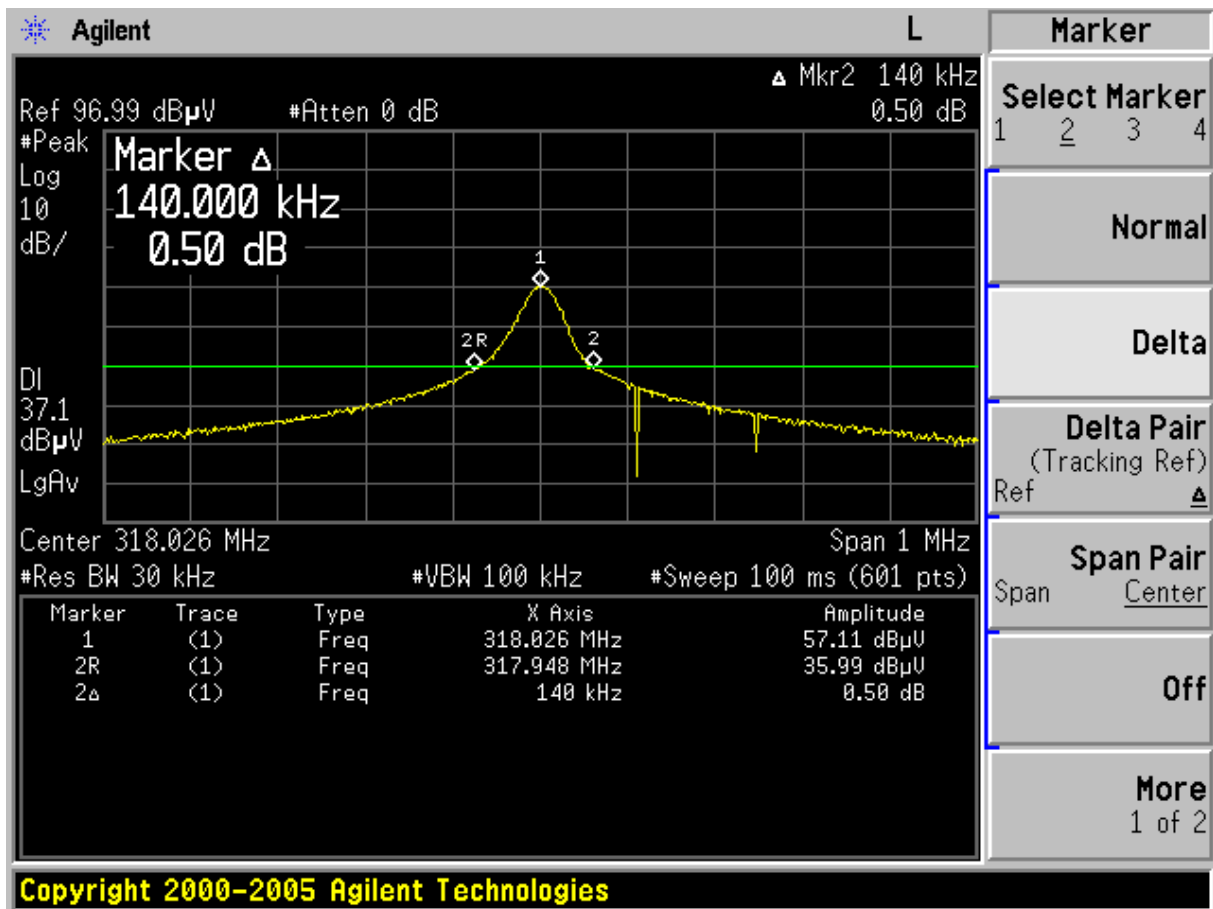 Agilent L
Δ Mkr2 140 kHz
Ref 96.99 dBµV #Atten 0 dB 0.50 dB
#Peak
Log
10
dB/
Marker Δ
140.000 kHz
0.50 dB
1
2R
2
DI
37.1
dBµV
LgAv
Center 318.026 MHz Span 1 MHz
#Res BW 30 kHz #VBW 100 kHz #Sweep 100 ms (601 pts)
Marker Trace Type X Axis Amplitude
1 (1) Freq 318.026 MHz 57.11 dBµV
2R (1) Freq 317.948 MHz 35.99 dBµV
2Δ (1) Freq 140 kHz 0.50 dB
Marker
Select Marker
1 2 3 4
Normal
Delta
Delta Pair
(Tracking Ref)
Ref Δ
Span Pair
Span Center
Off
More
1 of 2
Copyright 2000-2005 Agilent Technologies